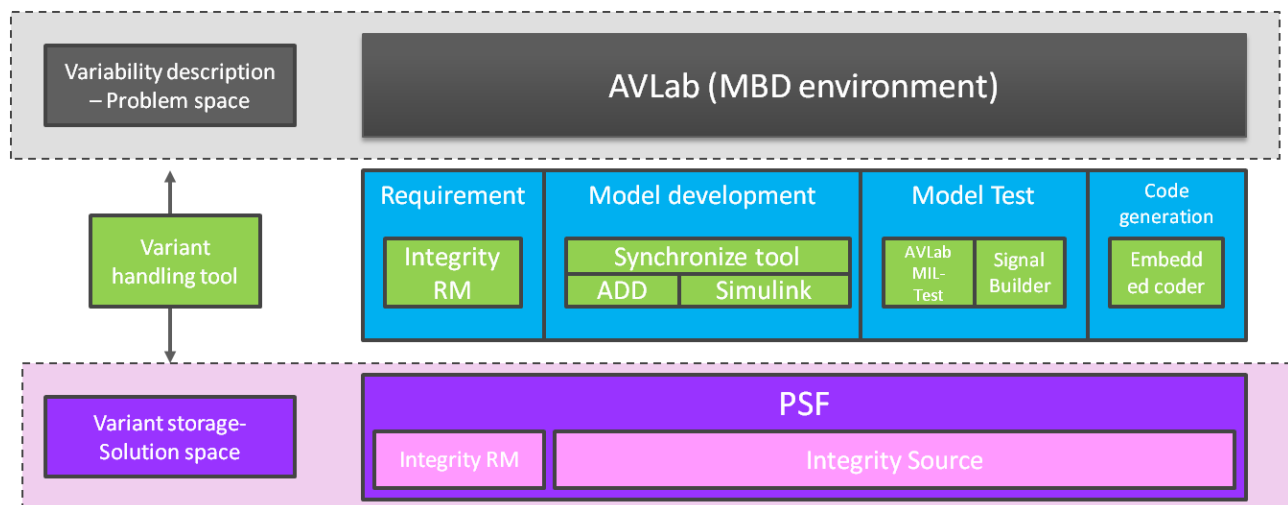 Variability description
– Problem space
AVLab (MBD environment)
Requirement
Model development
Model Test
Code
generation
Variant
handling tool
Integrity
RM
Synchronize tool
ADD
Simulink
AVLab
MIL-
Test
Signal
Builder
Embedd
ed coder
Variant storage-
Solution space
PSF
Integrity RM
Integrity Source